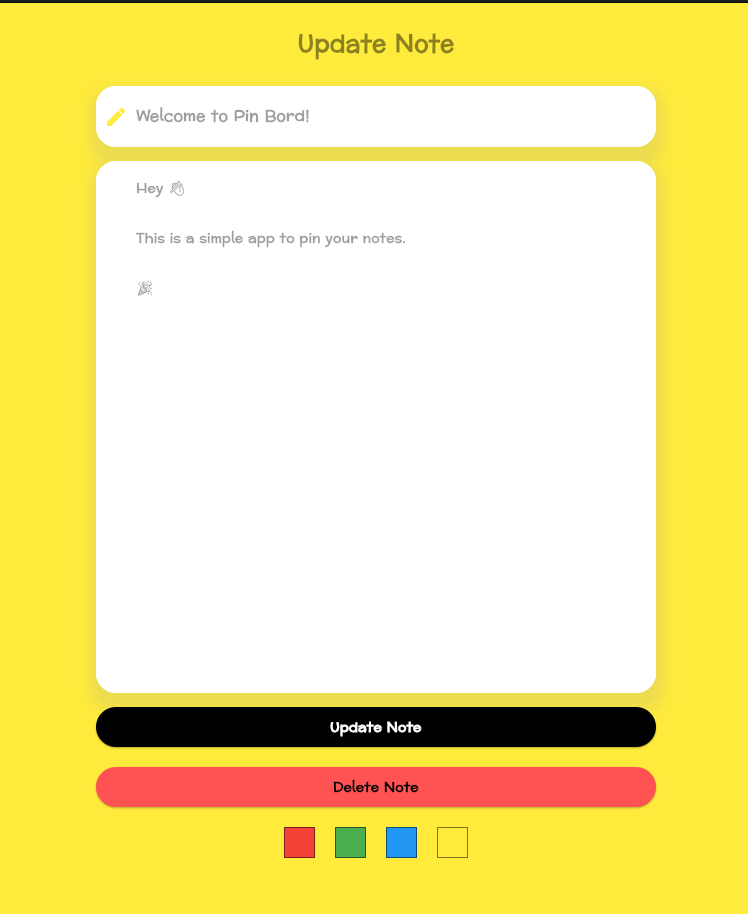 Update Note
Welcome to Pin Bord!
Hey 👋
This is a simple app to pin your notes.
🎉
Update Note
Delete Note